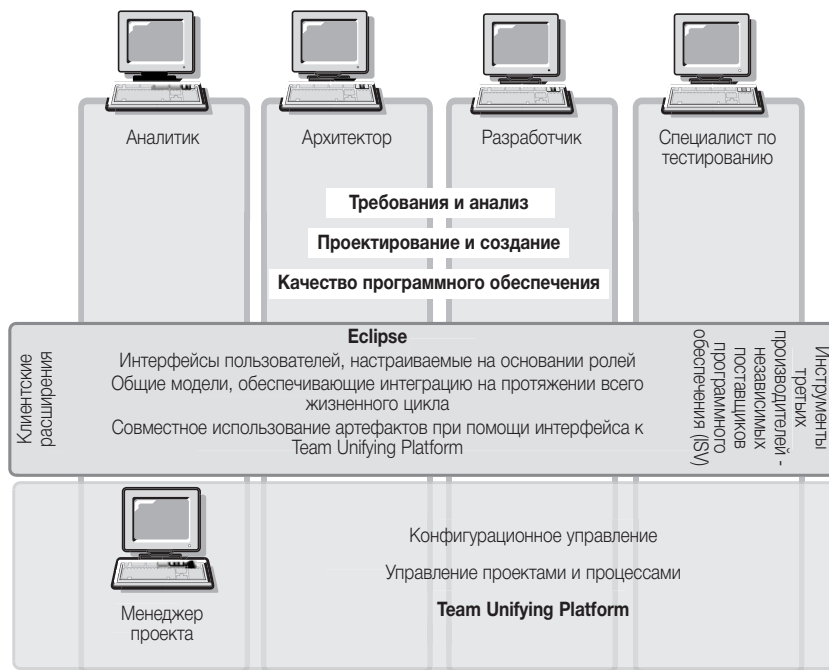 Аналитик
Архитектор
Разработчик
Специалист по
тестированию
Требования и анализ
Проектирование и создание
Качество программного обеспечения
Клиентские
расширения
Eclipse
Интерфейсы пользователей, настраиваемые на основании ролей
Общие модели, обеспечивающие интеграцию на протяжении всего
жизненного цикла
Совместное использование артефактов при помощи интерфейса к
Team Unifying Platform
Инструменты
третьих
производителей -
независимых
поставщиков
программного
обеспечения (ISV)
Менеджер
проекта
Конфигурационное управление
Управление проектами и процессами
Team Unifying Platform